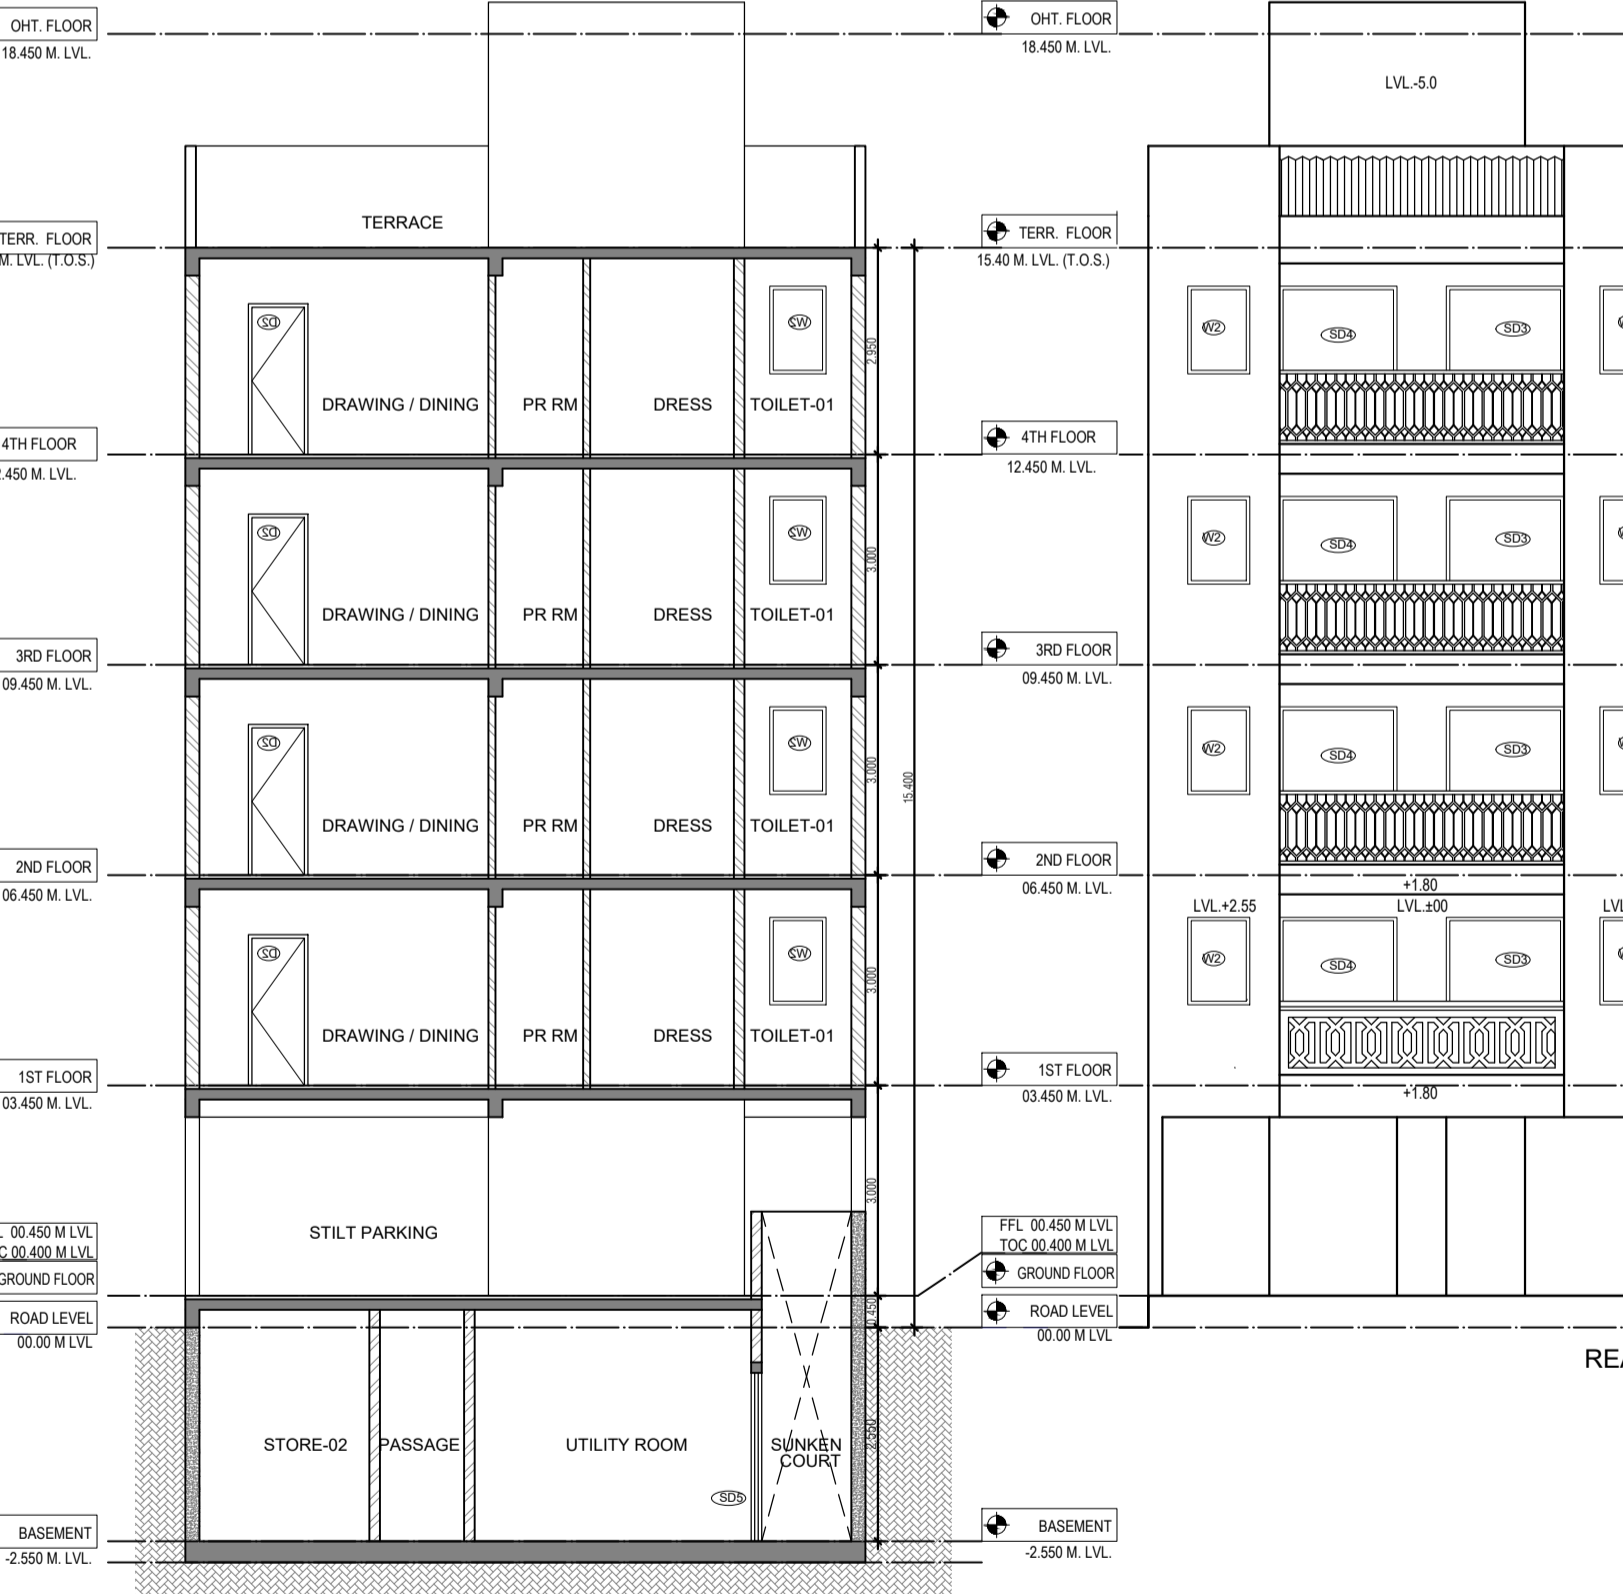 OHT. FLOOR
18.450 M. LVL.
OHT. FLOOR
18.450 M. LVL.
LVL.-5.0
TERRACE
TERR. FLOOR
M. LVL. (T.O.S.)
TERR. FLOOR
15.40 M. LVL. (T.O.S.)
D2
W2
2.950
W2
SD4
SD3
DRAWING / DINING
PR RM
DRESS
TOILET-01
4TH FLOOR
.450 M. LVL.
4TH FLOOR
12.450 M. LVL.
D2
W2
3.000
W2
SD4
SD3
DRAWING / DINING
PR RM
DRESS
TOILET-01
3RD FLOOR
09.450 M. LVL.
3RD FLOOR
09.450 M. LVL.
D2
W2
3.000
15.400
W2
SD4
SD3
DRAWING / DINING
PR RM
DRESS
TOILET-01
2ND FLOOR
06.450 M. LVL.
2ND FLOOR
06.450 M. LVL.
+1.80
LVL.+2.55
LVL.±00
LVL
D2
W2
3.000
W2
SD4
SD3
DRAWING / DINING
PR RM
DRESS
TOILET-01
1ST FLOOR
03.450 M. LVL.
1ST FLOOR
03.450 M. LVL.
+1.80
3.000
STILT PARKING
L 00.450 M LVL
C 00.400 M LVL
GROUND FLOOR
FFL 00.450 M LVL
TOC 00.400 M LVL
GROUND FLOOR
0.450
ROAD LEVEL
00.00 M LVL
ROAD LEVEL
00.00 M LVL
REA
STORE-02
PASSAGE
UTILITY ROOM
SUNKEN
COURT
2.550
SD5
BASEMENT
-2.550 M. LVL.
BASEMENT
-2.550 M. LVL.